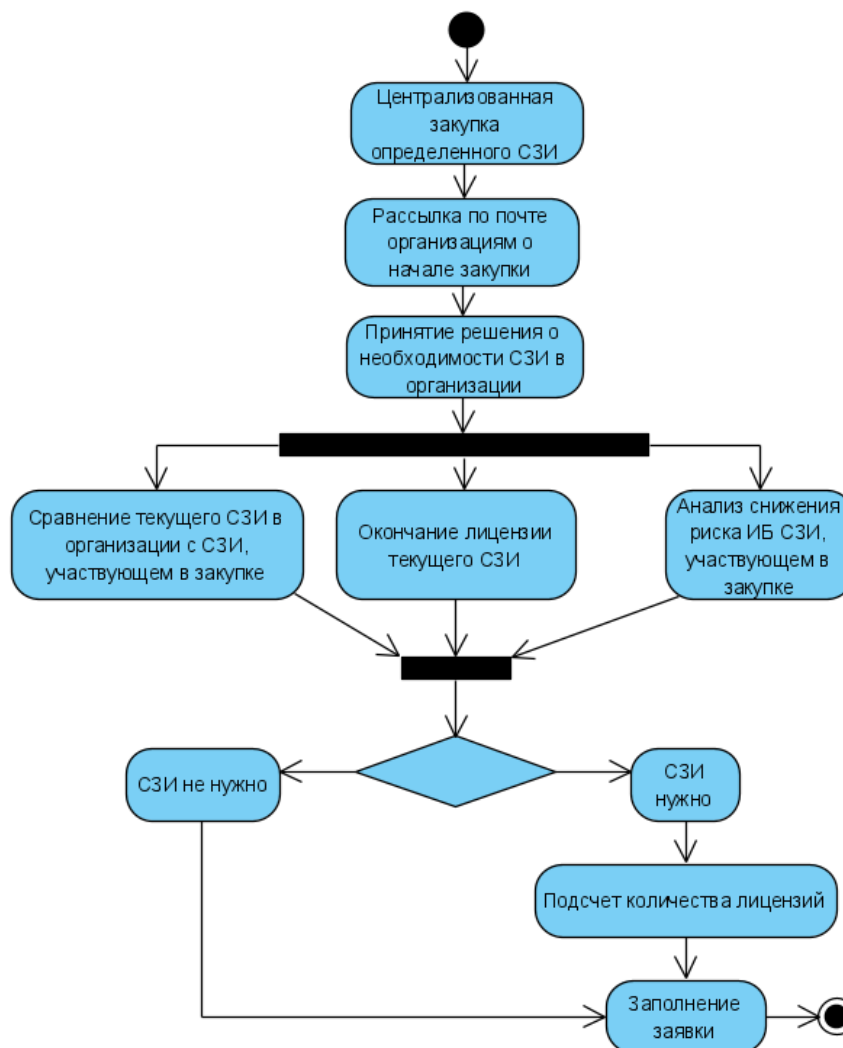 Централизованная
закупка
определенного СЗИ
Рассылка по почте
организациям о
начале закупки
Принятие решения о
необходимости СЗИ в
организации
Сравнение текущего СЗИ в
организации с СЗИ,
участвующем в закупке
Окончание лицензии
текущего СЗИ
Анализ снижения
риска ИБ СЗИ,
участвующем в
закупке
СЗИ не нужно
СЗИ
нужно
Подсчет количества лицензий
Заполнение
заявки